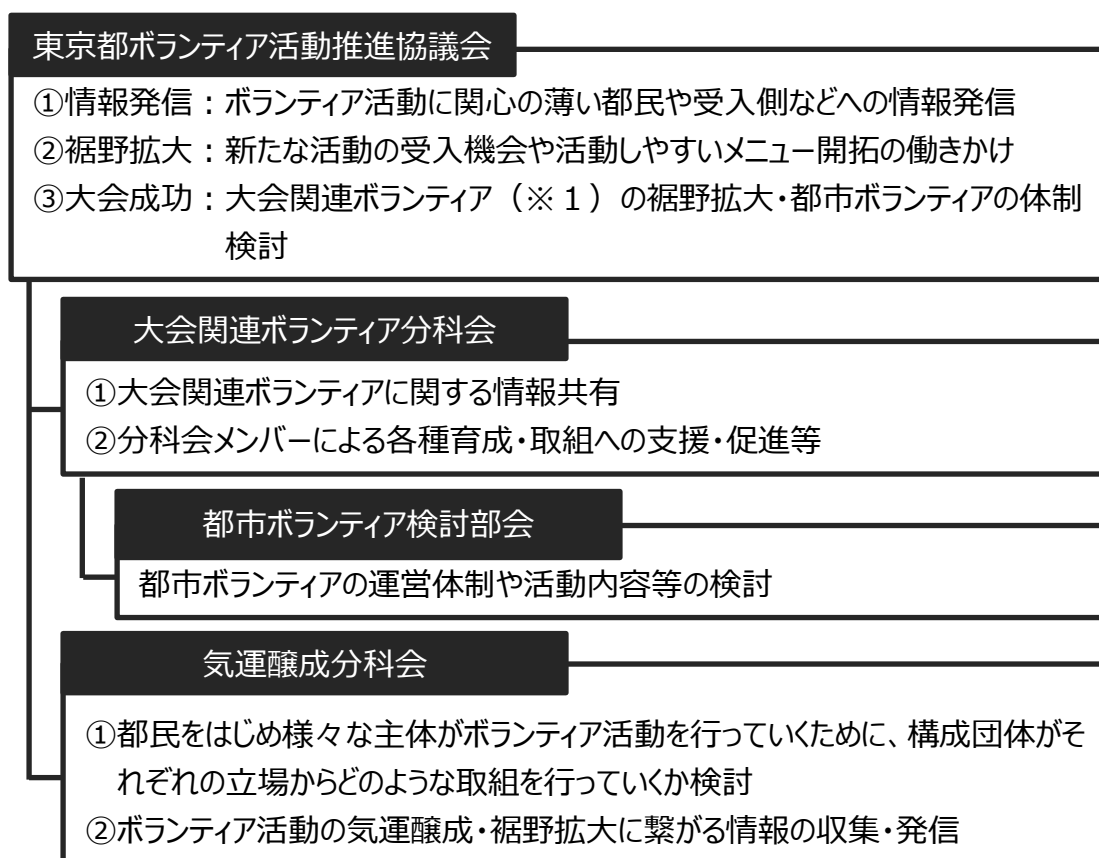 東京都ボランティア活動推進協議会
①情報発信：ボランティア活動に関心の薄い都民や受入側などへの情報発信
②裾野拡大：新たな活動の受入機会や活動しやすいメニュー開拓の働きかけ
③大会成功：大会関連ボランティア（※１）の裾野拡大・都市ボランティアの体制
検討
大会関連ボランティア分科会
①大会関連ボランティアに関する情報共有
②分科会メンバーによる各種育成・取組への支援・促進等
都市ボランティア検討部会
都市ボランティアの運営体制や活動内容等の検討
気運醸成分科会
①都民をはじめ様々な主体がボランティア活動を行っていくために、構成団体がそ
れぞれの立場からどのような取組を行っていくか検討
②ボランティア活動の気運醸成・裾野拡大に繋がる情報の収集・発信